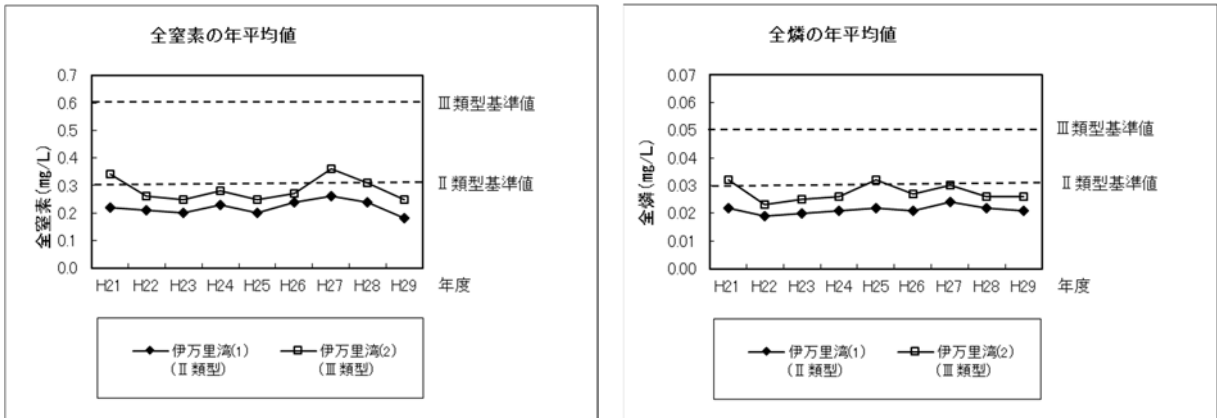 全窒素の年平均値
全窒素(㎎/L)
0.7
0.6
0.5
0.4
0.3
0.2
0.1
0.0
Ⅲ類型基準値
Ⅱ類型基準値
H21 H22 H23 H24 H25 H26 H27 H28 H29 年度
伊万里湾(1) 伊万里湾(2)
(Ⅱ類型) (Ⅲ類型)
全燐の年平均値
全燐(㎎/L)
0.07
0.06
0.05
0.04
0.03
0.02
0.01
0.00
Ⅲ類型基準値
Ⅱ類型基準値
H21 H22 H23 H24 H25 H26 H27 H28 H29 年度
伊万里湾(1) 伊万里湾(2)
(Ⅱ類型) (Ⅲ類型)